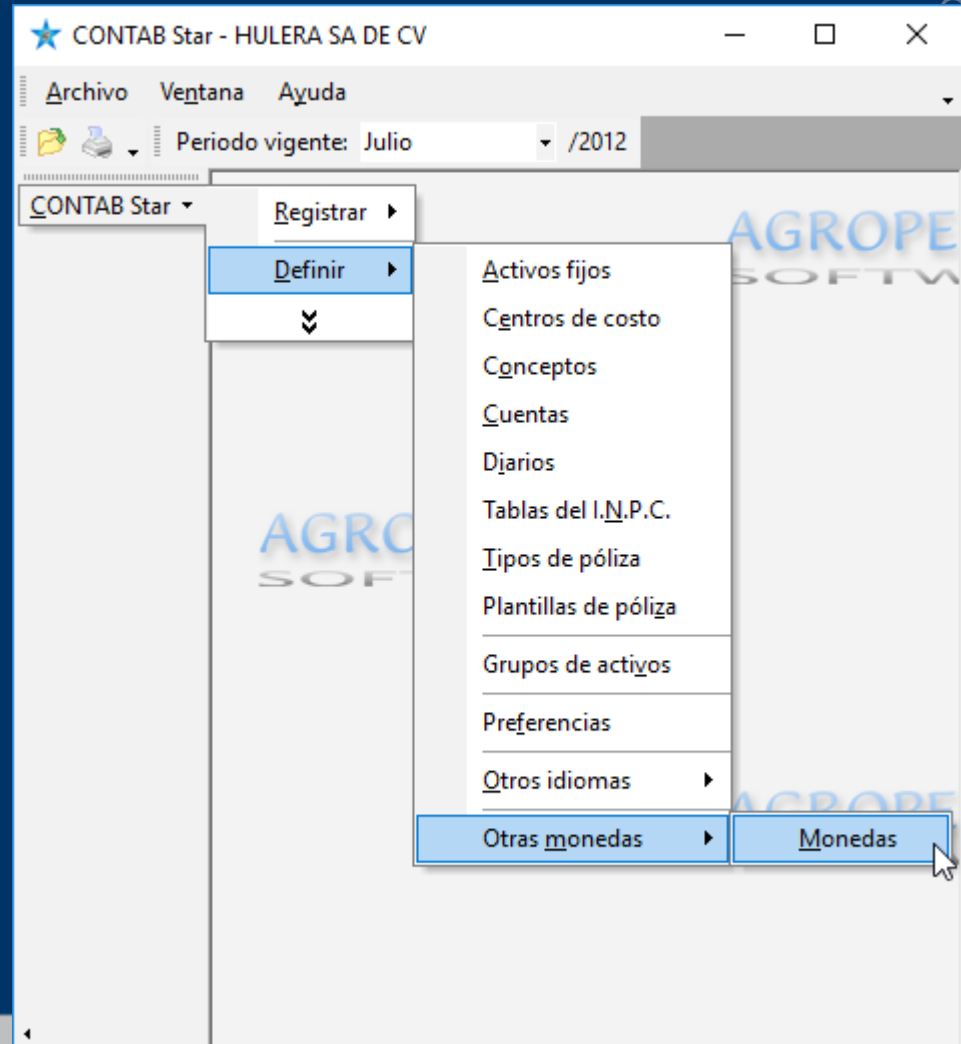 CONTAB Star - HULERA SA DE CV
Archivo Ventana Ayuda
Periodo vigente: Julio /2012
CONTAB Star
Registrar
Definir
Activos fijos
Centros de costo
Conceptos
Cuentas
Diarios
Tablas del I.N.P.C.
Tipos de póliza
Plantillas de póliza
Grupos de activos
Preferencias
Otros idiomas
Otras monedas
Monedas
AGROPE
SOFTW